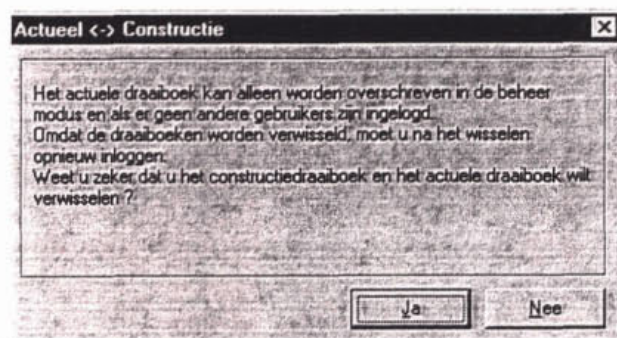 Actueel <-> Constructie
Het actuele draaiboek kan alleen worden overschreven in de beheer
modus en als er geen andere gebruikers zijn ingelogd.
Omdat de draaiboeken worden verwisseld, moet u na het wisselen
opnieuw inloggen.
Weet u zeker dat u het constructiedraaiboek en het actuele draaiboek wilt
verwisselen ?
Ja
Nee